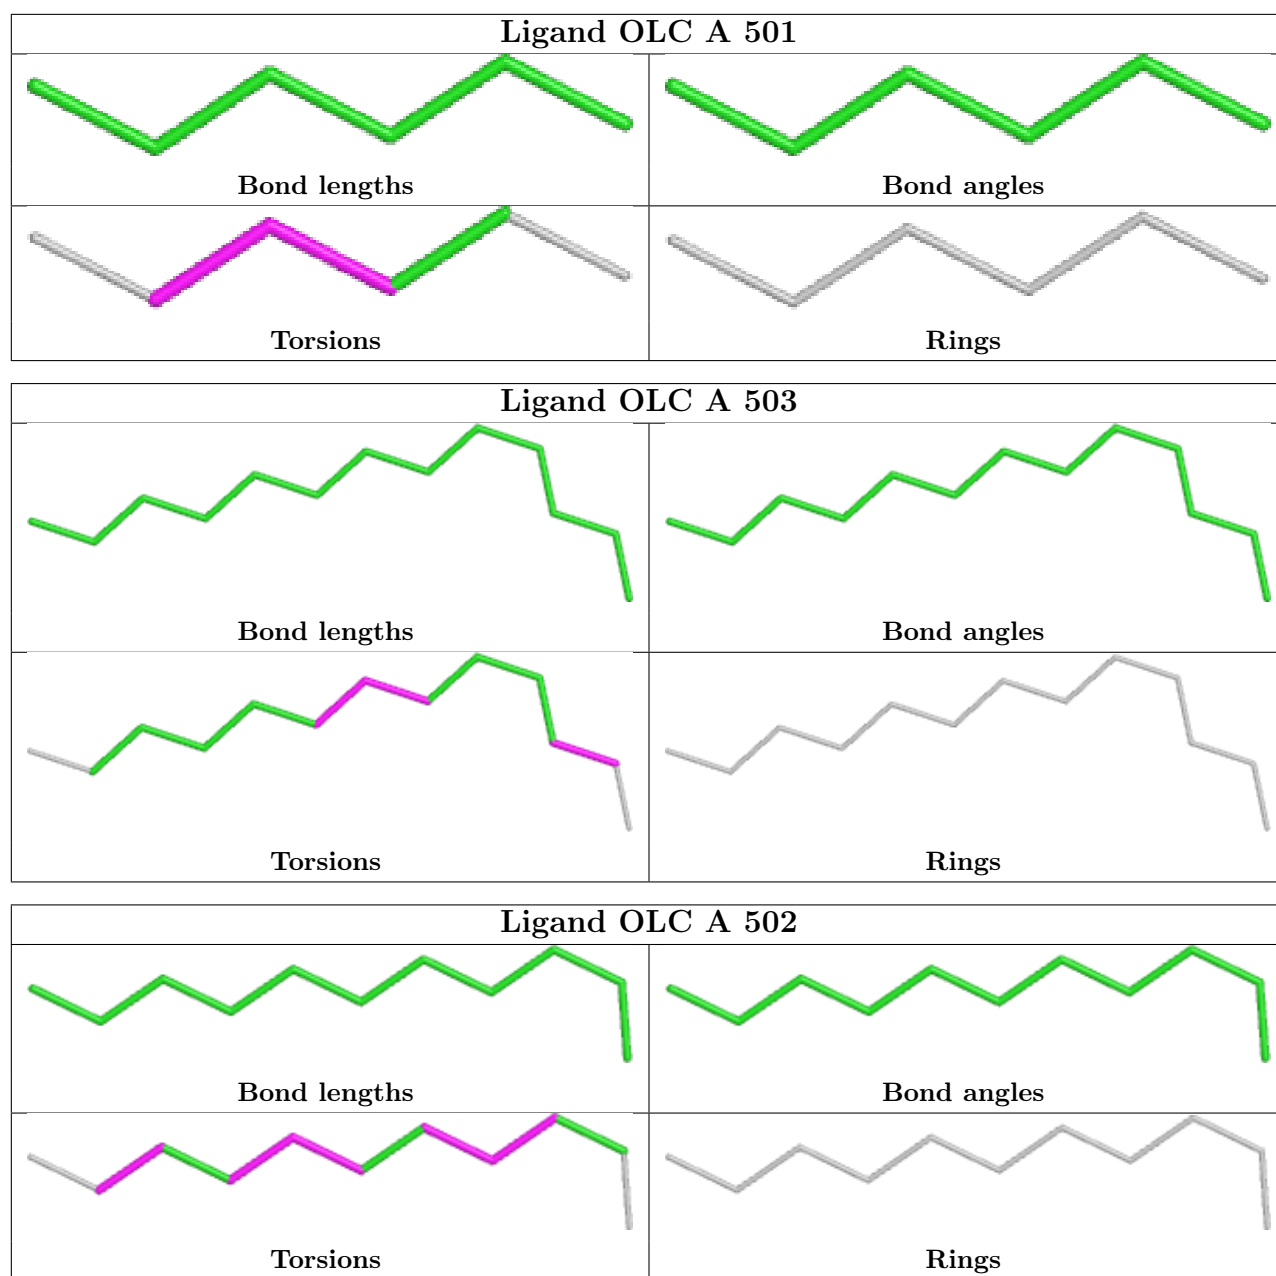 Ligand OLC A 501
Bond lengths
Bond angles
Torsions
Rings
Ligand OLC A 503
Bond lengths
Bond angles
Torsions
Rings
Ligand OLC A 502
Bond lengths
Bond angles
Torsions
Rings